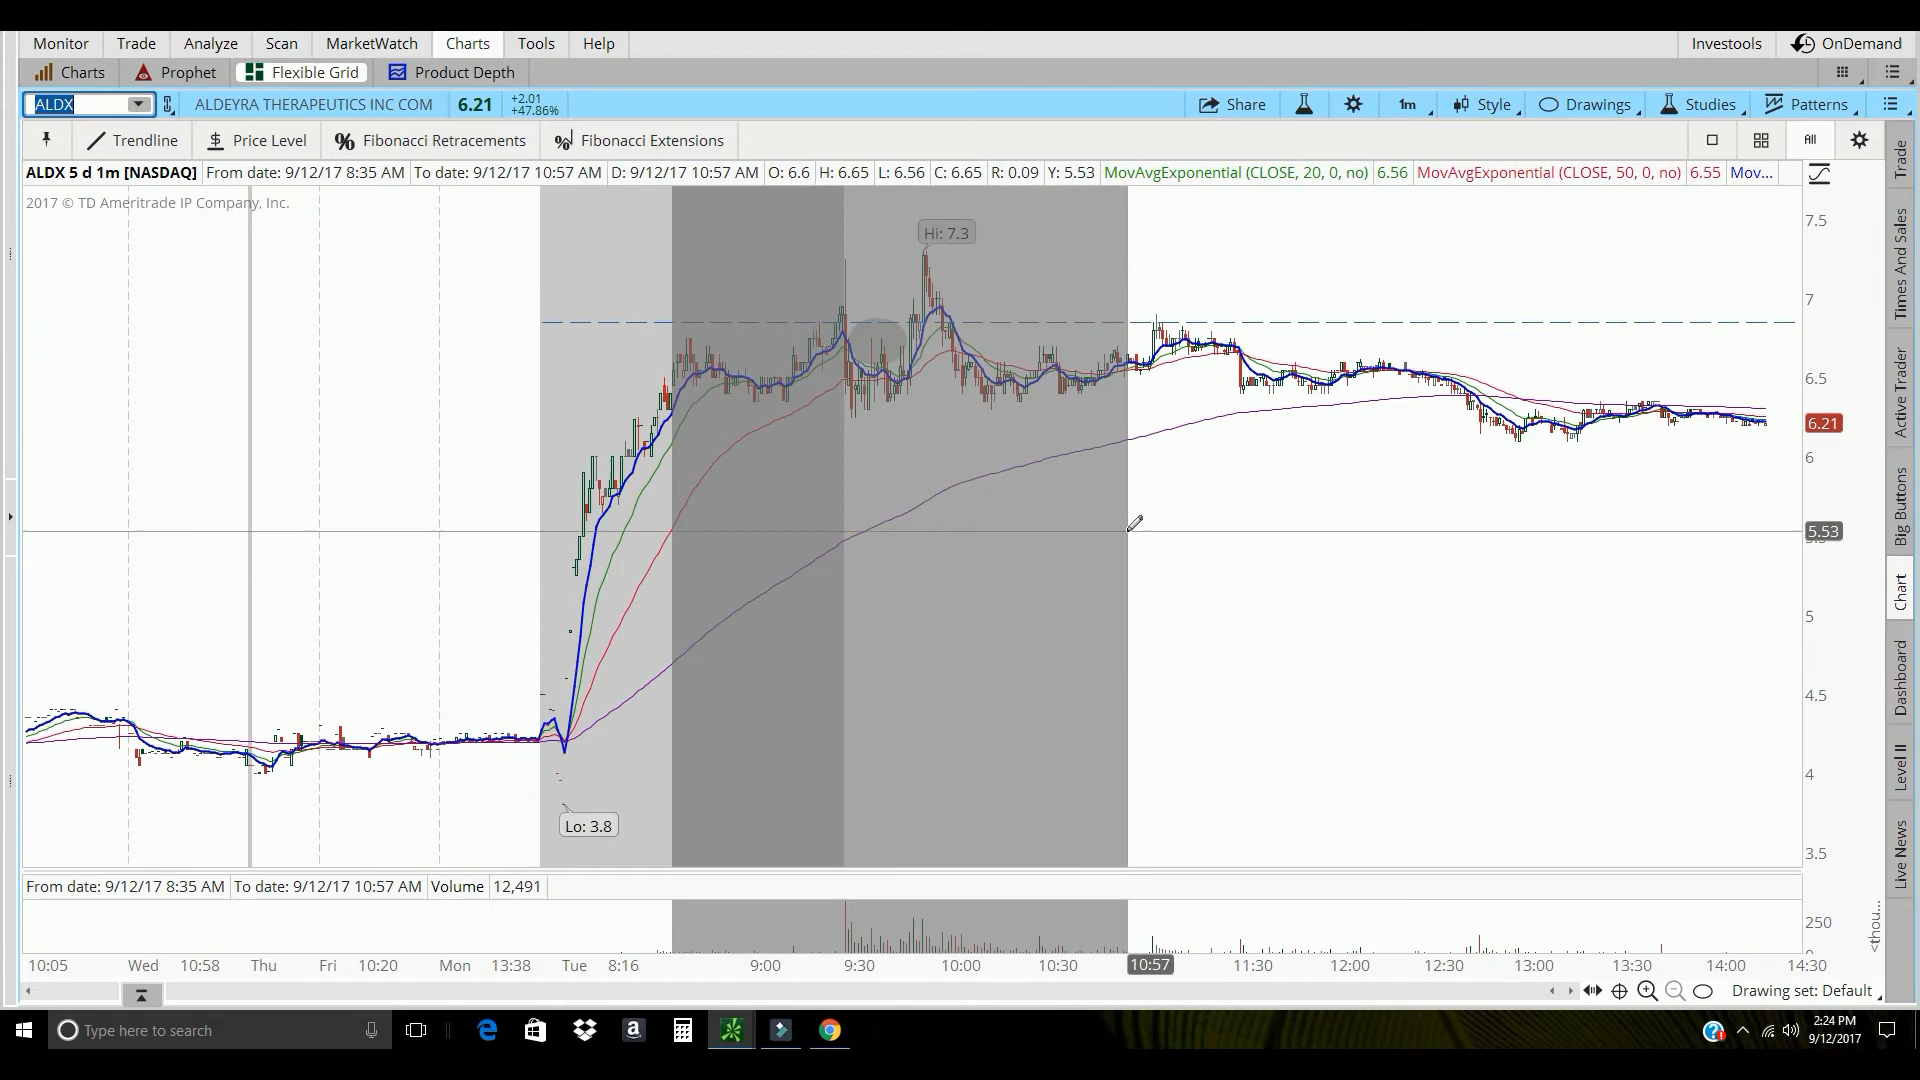 Monitor Trade Analyze Scan MarketWatch Charts Tools Help Investools OnDemand
Charts Prophet Flexible Grid Product Depth
ALDX ALDEYRA THERAPEUTICS INC COM 6.21 +2.01 +47.86% Share 1m Style Drawings Studies Patterns
Trendline Price Level Fibonacci Retracements Fibonacci Extensions All
ALDX 5 d 1m [NASDAQ] From date: 9/12/17 8:35 AM To date: 9/12/17 10:57 AM D: 9/12/17 10:57 AM O: 6.6 H: 6.65 L: 6.56 C: 6.65 R: 0.09 Y: 5.53 MovAvgExponential (CLOSE, 20, 0, no) 6.56 MovAvgExponential (CLOSE, 50, 0, no) 6.55 Mov...
2017 © TD Ameritrade IP Company, Inc.
Hi: 7.3
Lo: 3.8
7.5
7
6.5
6.21
6
5.53
5
4.5
4
3.5
From date: 9/12/17 8:35 AM To date: 9/12/17 10:57 AM Volume 12,491
250
<thou...
10:05 Wed 10:58 Thu Fri 10:20 Mon 13:38 Tue 8:16 9:00 9:30 10:00 10:30 10:57 11:30 12:00 12:30 13:00 13:30 14:00 14:30
Drawing set: Default
Trade
Times And Sales
Active Trader
Big Buttons
Chart
Dashboard
Level II
Live News
Type here to search
2:24 PM
9/12/2017